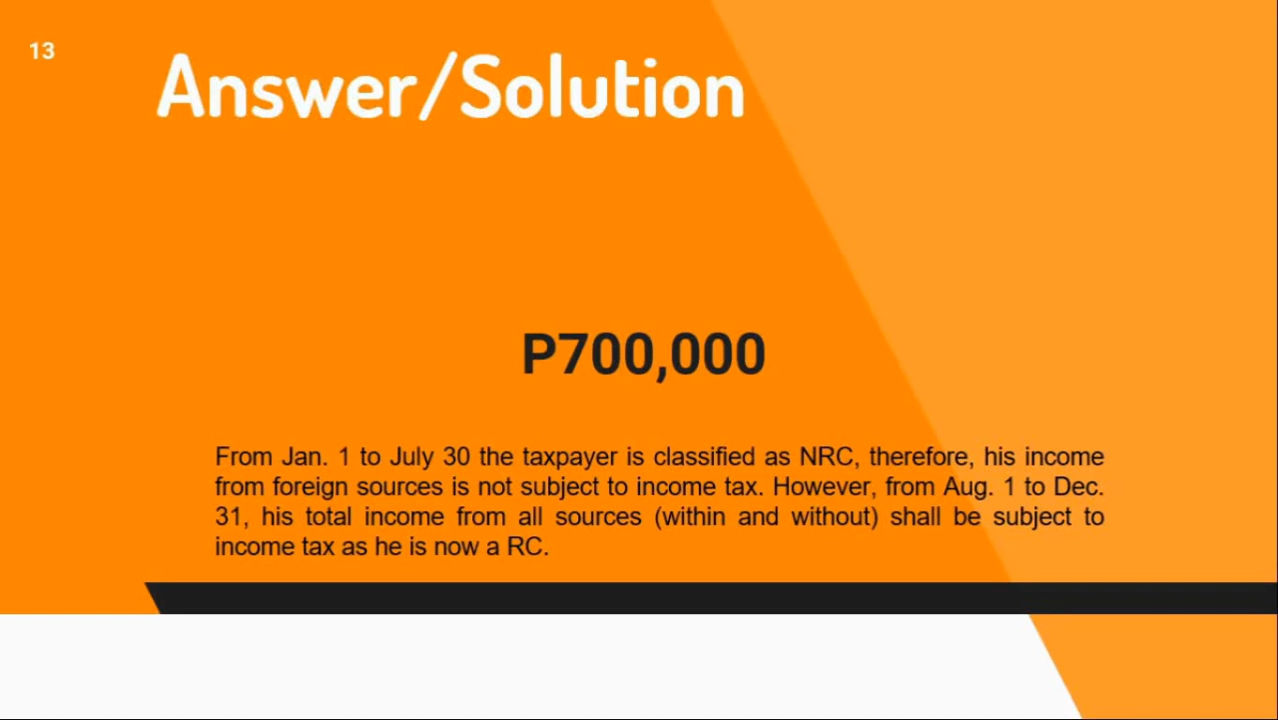 13
Answer/Solution
P700,000
From Jan. 1 to July 30 the taxpayer is classified as NRC, therefore, his income
from foreign sources is not subject to income tax. However, from Aug. 1 to Dec.
31, his total income from all sources (within and without) shall be subject to
income tax as he is now a RC.